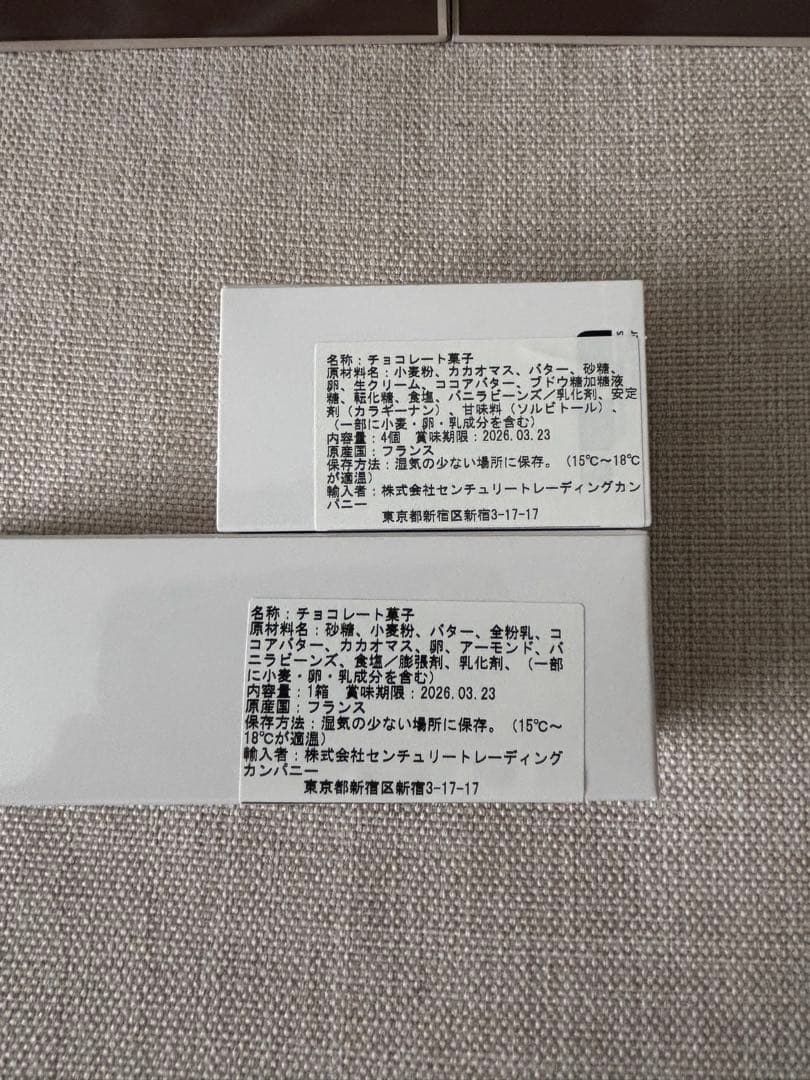 名称：チョコレート菓子
原材料名：小麦粉、カカオマス、バター、砂糖、
卵、生クリーム、ココアバター、ブドウ糖加糖液
糖、転化糖、食塩、バニラビーンズ／乳化剤、安定
剤（カラギーナン）、甘味料（ソルビトール）、
（一部に小麦・卵・乳成分を含む）
内容量：4個　賞味期限：2026.03.23
原産国：フランス
保存方法：湿気の少ない場所に保存。（15℃～18℃
が適温）
輸入者：株式会社センチュリートレーディングカン
パニー
東京都新宿区新宿3-17-17
名称：チョコレート菓子
原材料名：砂糖、小麦粉、バター、全粉乳、コ
コアバター、カカオマス、卵、アーモンド、バ
ニラビーンズ、食塩／膨張剤、乳化剤、（一部
に小麦・卵・乳成分を含む）
内容量：1箱　賞味期限：2026.03.23
原産国：フランス
保存方法：湿気の少ない場所に保存。（15℃～
18℃が適温）
輸入者：株式会社センチュリートレーディング
カンパニー
東京都新宿区新宿3-17-17